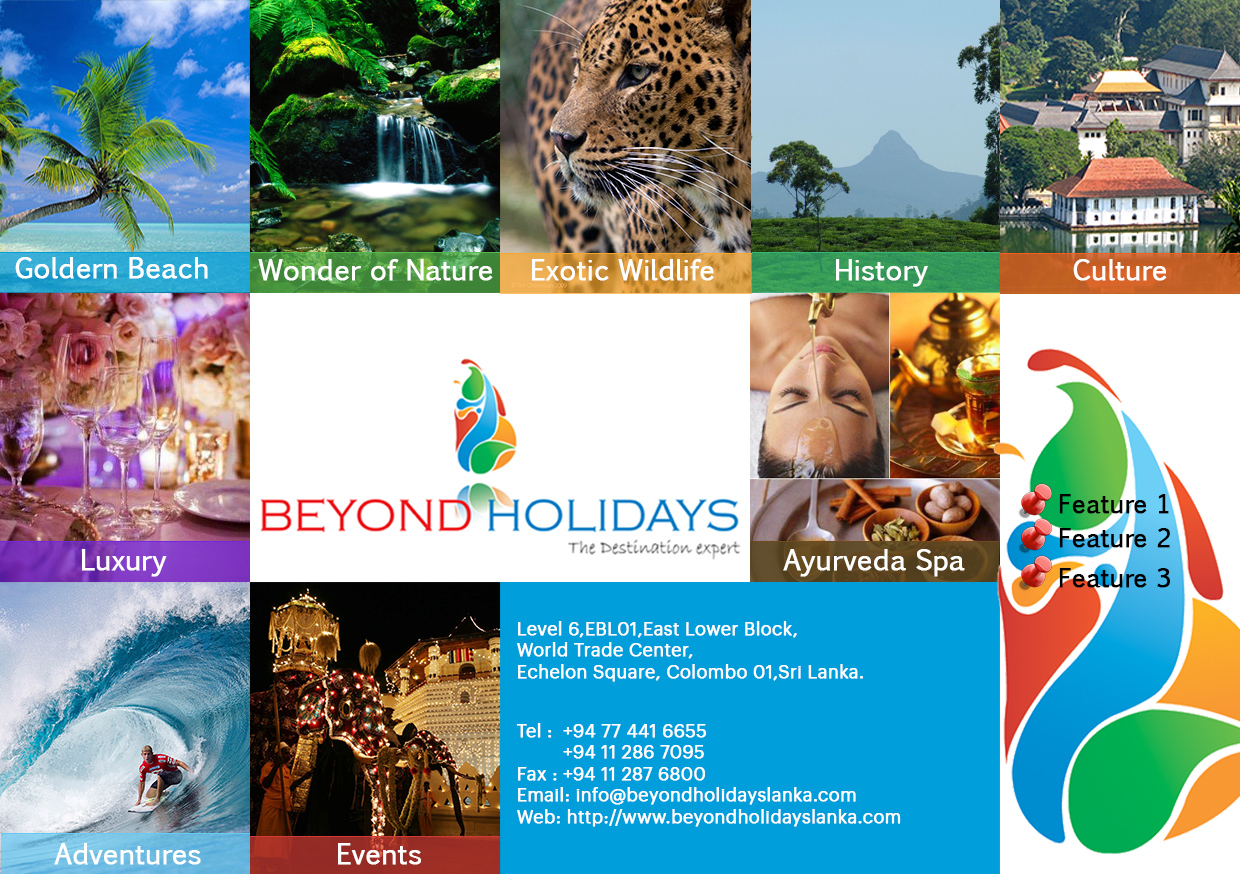 Goldern Beach
Wonder of Nature
Exotic Wildlife
History
Culture
Luxury
BEYOND HOLIDAYS
The Destination expert
Ayurveda Spa
Feature 1
Feature 2
Feature 3
Adventures
Events
Level 6,EBL01,East Lower Block,
World Trade Center,
Echelon Square, Colombo 01,Sri Lanka.
Tel : +94 77 441 6655
+94 11 286 7095
Fax : +94 11 287 6800
Email: info@beyondholidayslanka.com
Web: http://www.beyondholidayslanka.com